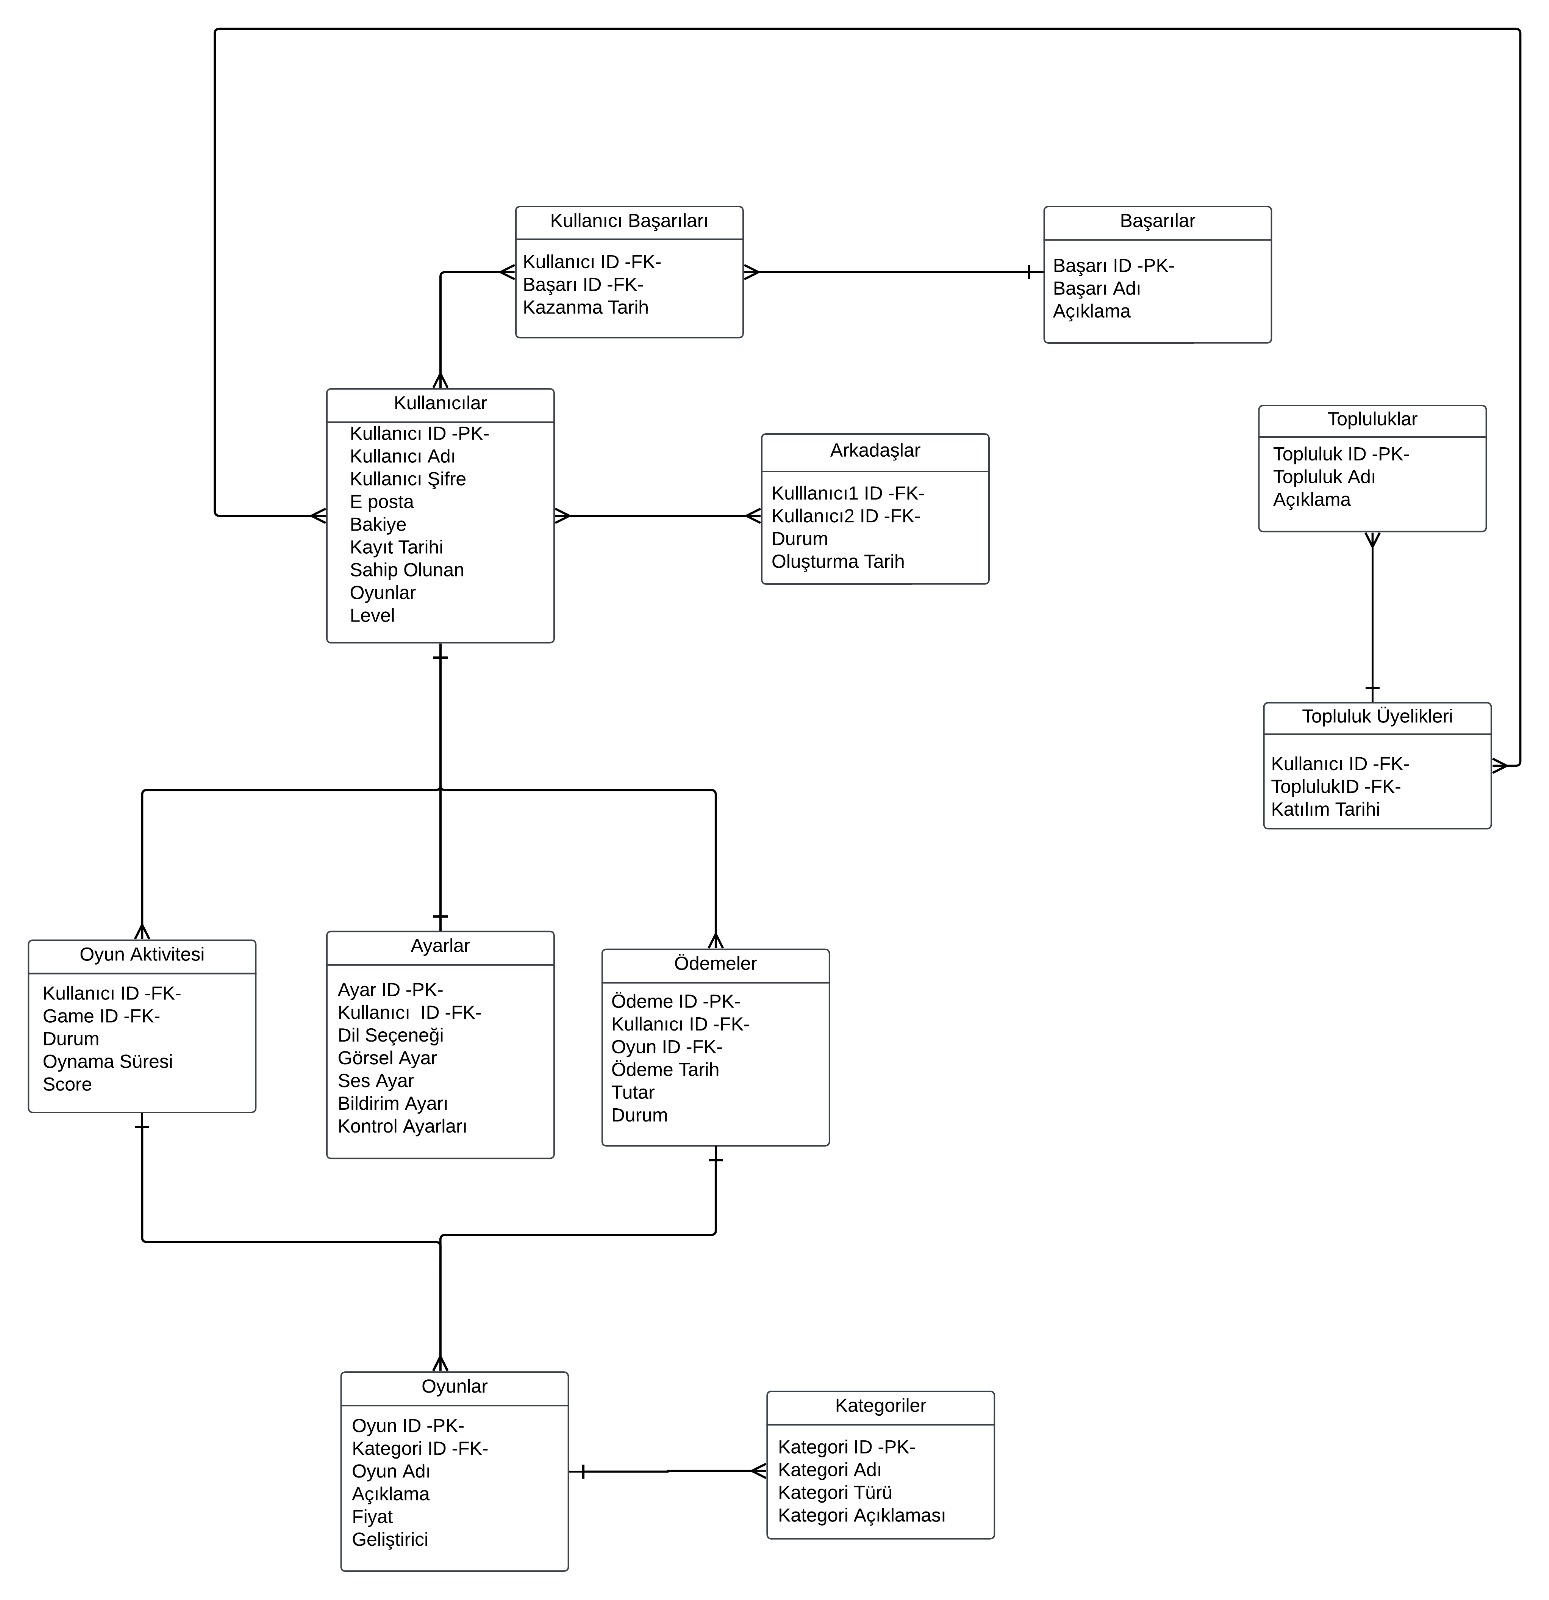 Kullanıcı Başarıları
Kullanıcı ID -FK-
Başarı ID -FK-
Kazanma Tarih
Başarılar
Başarı ID -PK-
Başarı Adı
Açıklama
Kullanıcılar
Kullanıcı ID -PK-
Kullanıcı Adı
Kullanıcı Şifre
E posta
Bakiye
Kayıt Tarihi
Sahip Olunan
Oyunlar
Level
Arkadaşlar
Kulllanıcı1 ID -FK-
Kullanıcı2 ID -FK-
Durum
Oluşturma Tarih
Topluluklar
Topluluk ID -PK-
Topluluk Adı
Açıklama
Topluluk Üyelikleri
Kullanıcı ID -FK-
ToplulukID -FK-
Katılım Tarihi
Oyun Aktivitesi
Kullanıcı ID -FK-
Game ID -FK-
Durum
Oynama Süresi
Score
Ayarlar
Ayar ID -PK-
Kullanıcı  ID -FK-
Dil Seçeneği
Görsel Ayar
Ses Ayar
Bildirim Ayarı
Kontrol Ayarları
Ödemeler
Ödeme ID -PK-
Kullanıcı ID -FK-
Oyun ID -FK-
Ödeme Tarih
Tutar
Durum
Oyunlar
Oyun ID -PK-
Kategori ID -FK-
Oyun Adı
Açıklama
Fiyat
Geliştirici
Kategoriler
Kategori ID -PK-
Kategori Adı
Kategori Türü
Kategori Açıklaması